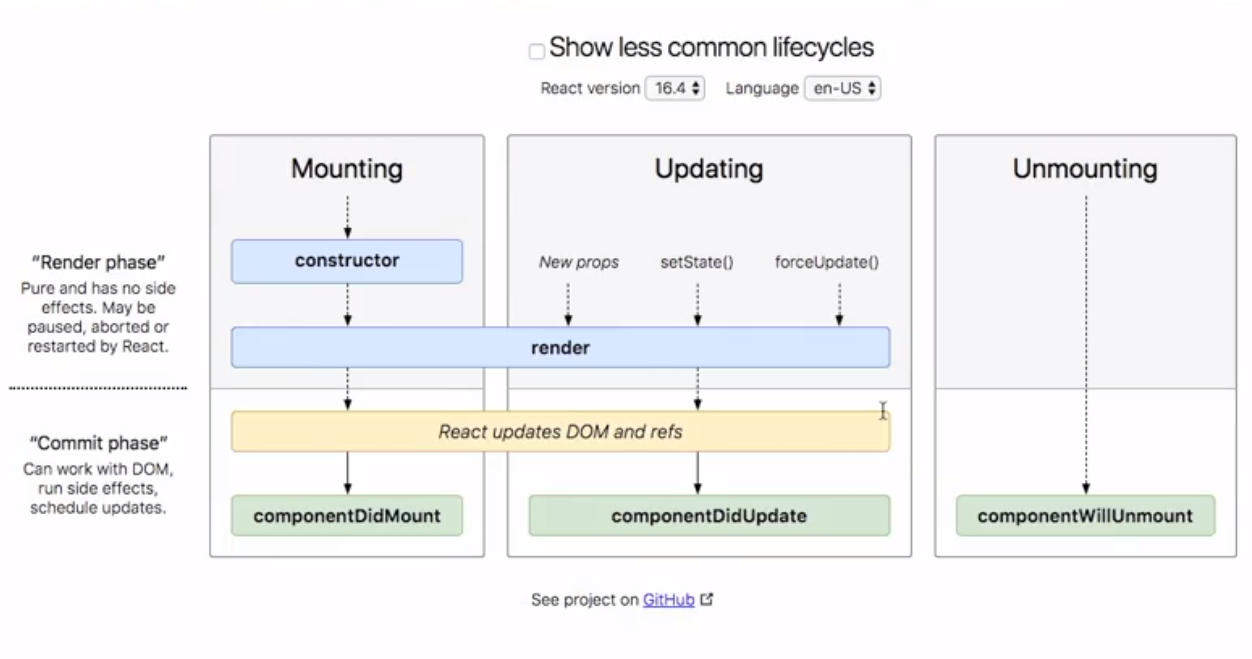 Show less common lifecycles
React version 16.4 Language en-US
Mounting
Updating
Unmounting
“Render phase”
Pure and has no side
effects. May be
paused, aborted or
restarted by React.
constructor
New props
setState()
forceUpdate()
render
“Commit phase”
Can work with DOM,
run side effects,
schedule updates.
React updates DOM and refs
componentDidMount
componentDidUpdate
componentWillUnmount
See project on GitHub